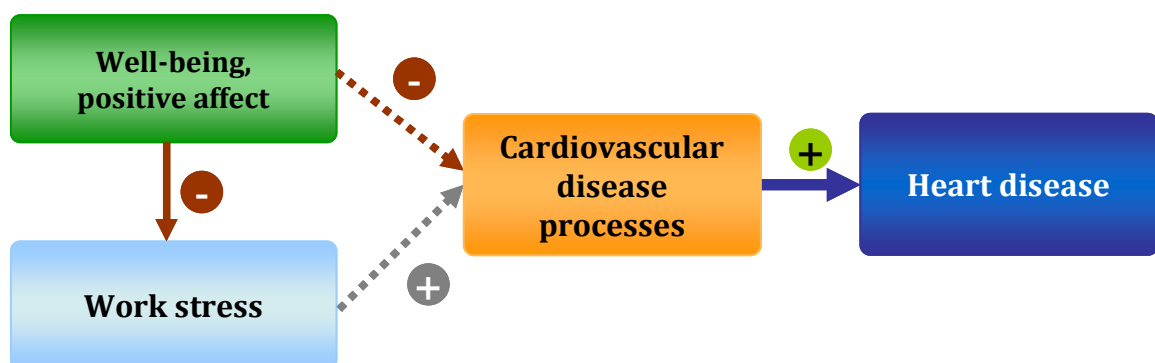 Well-being,
positive affect
-
-
Cardiovascular
disease
processes
+
Heart disease
Work stress
+